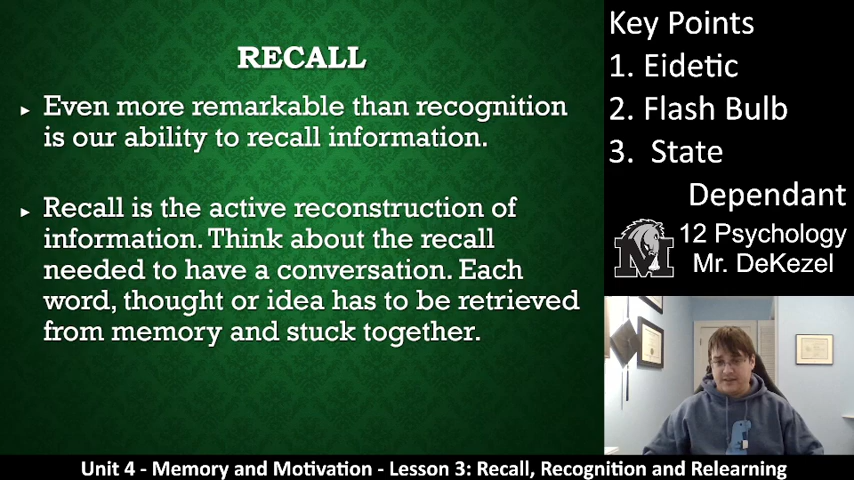 RECALL
Even more remarkable than recognition
is our ability to recall information.
Recall is the active reconstruction of
information. Think about the recall
needed to have a conversation. Each
word, thought or idea has to be retrieved
from memory and stuck together.
Key Points
1. Eidetic
2. Flash Bulb
3. State
Dependant
M
12 Psychology
Mr. DeKezel
Unit 4 - Memory and Motivation - Lesson 3: Recall, Recognition and Relearning